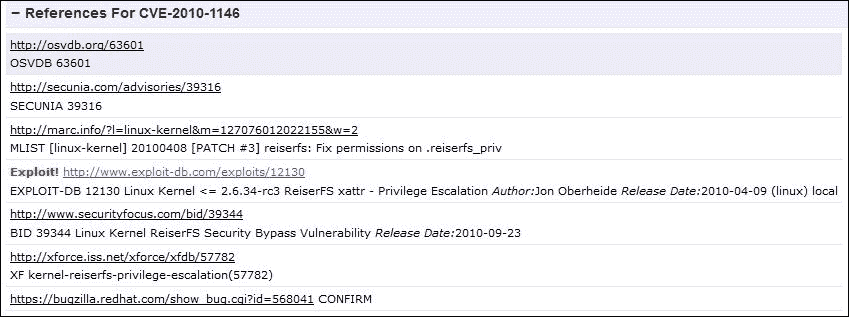 − References For CVE-2010-1146
http://osvdb.org/63601
OSVDB 63601
http://secunia.com/advisories/39316
SECUNIA 39316
http://marc.info/?l=linux-kernel&m=127076012022155&w=2
MLIST [linux-kernel] 20100408 [PATCH #3] reiserfs: Fix permissions on .reiserfs_priv
Exploit! http://www.exploit-db.com/exploits/12130
EXPLOIT-DB 12130 Linux Kernel <= 2.6.34-rc3 ReiserFS xattr - Privilege Escalation Author:Jon Oberheide Release Date:2010-04-09 (linux) local
http://www.securityfocus.com/bid/39344
BID 39344 Linux Kernel ReiserFS Security Bypass Vulnerability Release Date:2010-09-23
http://xforce.iss.net/xforce/xfdb/57782
XF kernel-reiserfs-privilege-escalation(57782)
https://bugzilla.redhat.com/show_bug.cgi?id=568041 CONFIRM